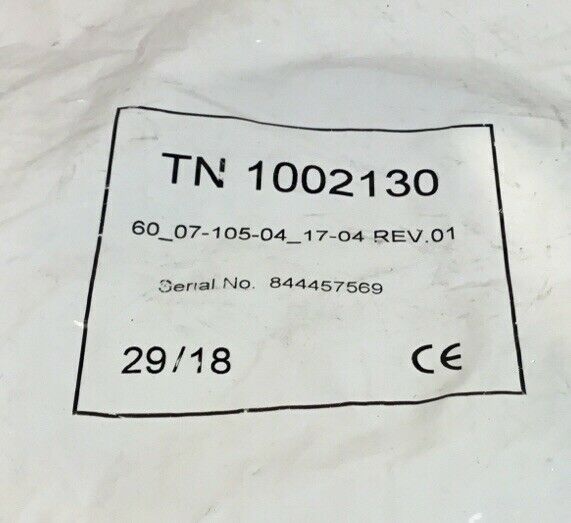 TN 1002130
60_07-105-04_17-04 REV.01
Serial No. 844457569
29/18 CE